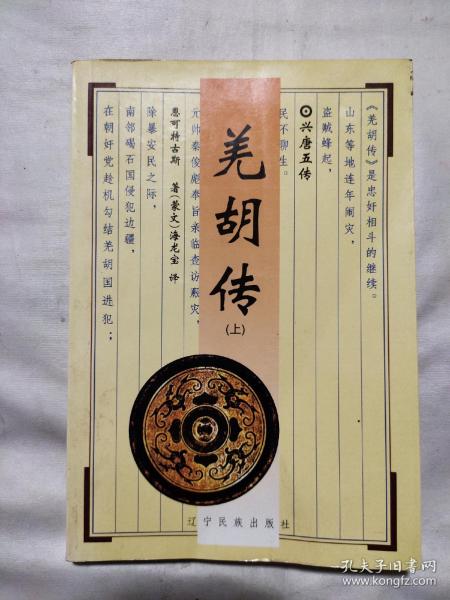 《羌胡传》是忠奸相斗的继续。
山东等地连年闹灾，
盗贼蜂起，
⊙兴唐五传
民不聊生。
羌胡传
(上)
元帅秦俊彪奉旨亲临查访赈灾，
恩可特古斯 著(蒙文)海龙宝 译
除暴安民之际，
南邻碣石国侵犯边疆，
在朝奸党趁机勾结羌胡国进犯；
辽宁民族出版社
孔夫子旧书网
www.kongfz.com